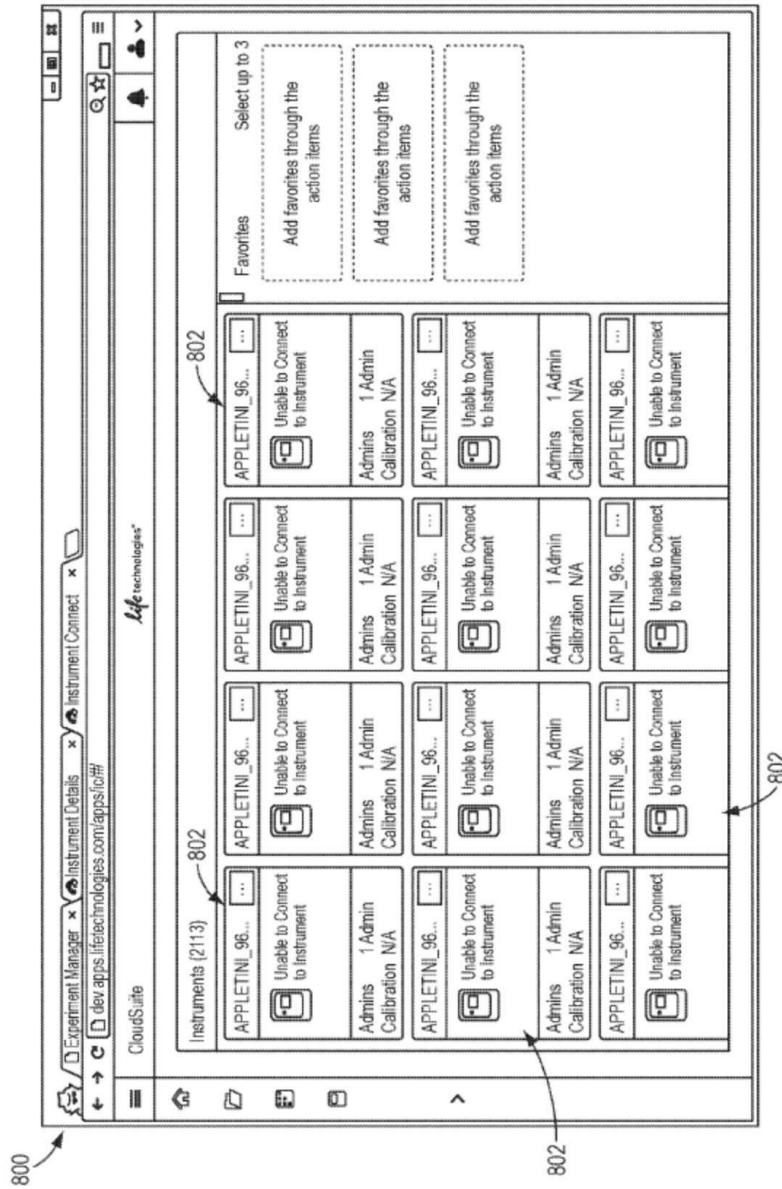 800
Experiment Manager × Instrument Details × Instrument Connect ×
dev.apps.lifetechnologies.com/apps/ic/#/
CloudSuite
life technologies™
Instruments {2113}
802
802
APPLETINI_96... ...
APPLETINI_96... ...
APPLETINI_96... ...
APPLETINI_96... ...
Unable to Connect
to Instrument
Unable to Connect
to Instrument
Unable to Connect
to Instrument
Unable to Connect
to Instrument
Admins 1 Admin
Calibration N/A
Admins 1 Admin
Calibration N/A
Admins 1 Admin
Calibration N/A
Admins 1 Admin
Calibration N/A
APPLETINI_96... ...
APPLETINI_96... ...
APPLETINI_96... ...
APPLETINI_96... ...
Unable to Connect
to Instrument
Unable to Connect
to Instrument
Unable to Connect
to Instrument
Unable to Connect
to Instrument
Admins 1 Admin
Calibration N/A
Admins 1 Admin
Calibration N/A
Admins 1 Admin
Calibration N/A
Admins 1 Admin
Calibration N/A
APPLETINI_96... ...
APPLETINI_96... ...
APPLETINI_96... ...
APPLETINI_96... ...
Unable to Connect
to Instrument
Unable to Connect
to Instrument
Unable to Connect
to Instrument
Unable to Connect
to Instrument
802
802
Favorites Select up to 3
Add favorites through the
action items
Add favorites through the
action items
Add favorites through the
action items